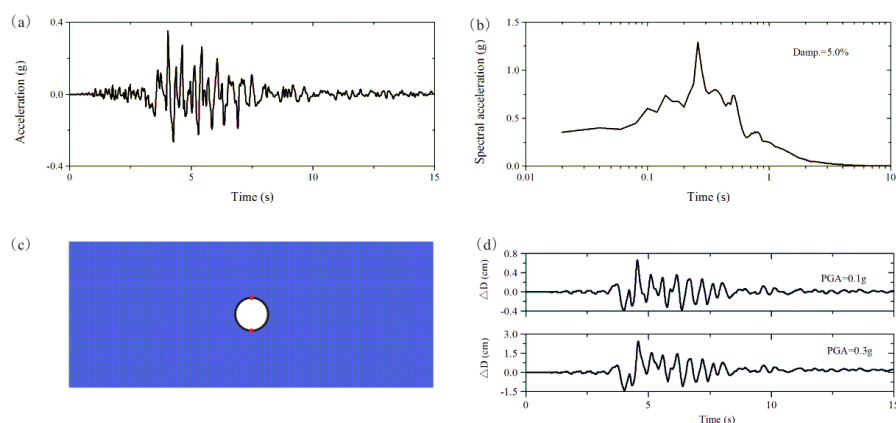 (a)
0.4
0.0
-0.4
Acceleration (g)
0 5 10 15
Time (s)
(b)
1.5
1.0
0.5
0.0
Spectral acceleration (g)
Damp.=5.0%
0.01 0.1 1 10
Time (s)
(c)
(d)
0.8
0.4
0.0
-0.4
△D (cm)
PGA=0.1g
3.0
1.5
0.0
-1.5
△D (cm)
PGA=0.3g
0 5 10 15
Time (s)